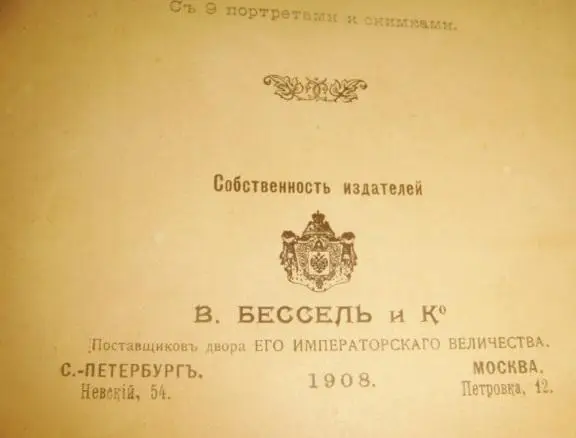 Съ 9 портретами и снимками.
Собственность издателей
В. БЕССЕЛЬ и Ко
Поставщиковъ двора ЕГО ИМПЕРАТОРСКАГО ВЕЛИЧЕСТВА.
С.-ПЕТЕРБУРГЪ. 1908. МОСКВА.
Невскій, 54. Петровка, 12.